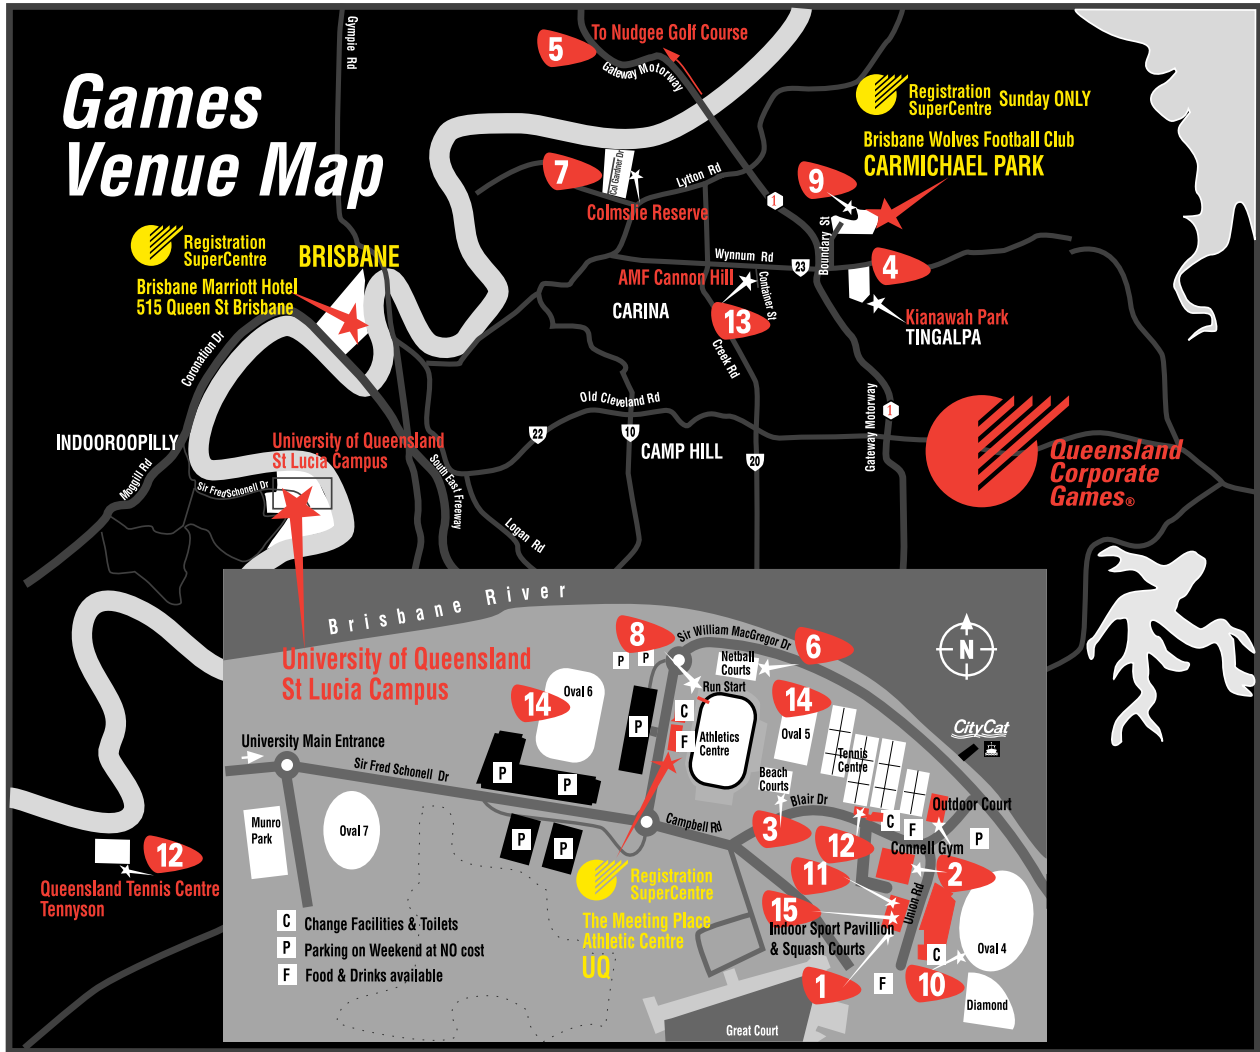 Games
Venue Map
Gympie Rd
5
To Nudgee Golf Course
Gateway Motorway
Registration
SuperCentre
Sunday ONLY
Brisbane Wolves Football Club
CARMICHAEL PARK
7
Col Gardner Dr
Lytton Rd
Colmslie Reserve
9
1
Boundary St
Registration
SuperCentre
BRISBANE
Brisbane Marriott Hotel
515 Queen St Brisbane
Wynnum Rd
23
4
AMF Cannon Hill
Container St
CARINA
13
Creek Rd
Kianawah Park
TINGALPA
Coronation Dr
Old Cleveland Rd
22
10
CAMP HILL
20
Gateway Motorway
1
Queensland
Corporate
Games®
INDOOROOPILLY
Moggill Rd
University of Queensland
St Lucia Campus
Sir Fred Schonell Dr
South East Freeway
Logan Rd
Brisbane River
University of Queensland
St Lucia Campus
8
Sir William MacGregor Dr
6
P
P
Netball
Courts
Run Start
N
14
Oval 6
P
C
F
Athletics
Centre
14
Oval 5
Tennis
Centre
CityCat
University Main Entrance
Sir Fred Schonell Dr
P
P
Beach
Courts
Blair Dr
Outdoor Court
C
F
P
Munro
Park
Oval 7
P
P
Campbell Rd
3
12
Connell Gym
2
11
15
Union Rd
Indoor Sport Pavillion
& Squash Courts
12
Queensland Tennis Centre
Tennyson
Registration
SuperCentre
The Meeting Place
Athletic Centre
UQ
C Change Facilities & Toilets
P Parking on Weekend at NO cost
F Food & Drinks available
C
Oval 4
1
F
10
Diamond
Great Court